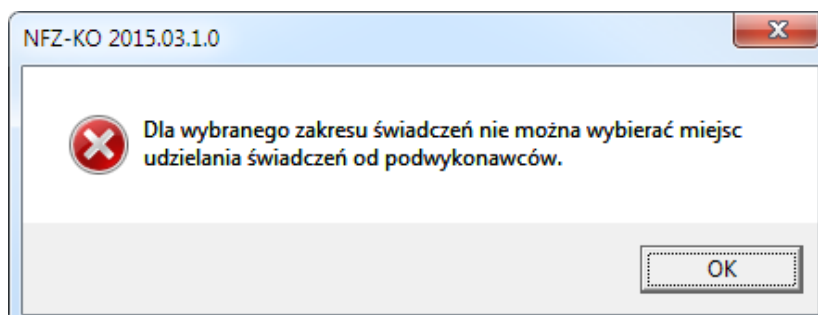 NFZ-KO 2015.03.1.0
Dla wybranego zakresu świadczeń nie można wybierać miejsc
udzielania świadczeń od podwykonawców.
OK